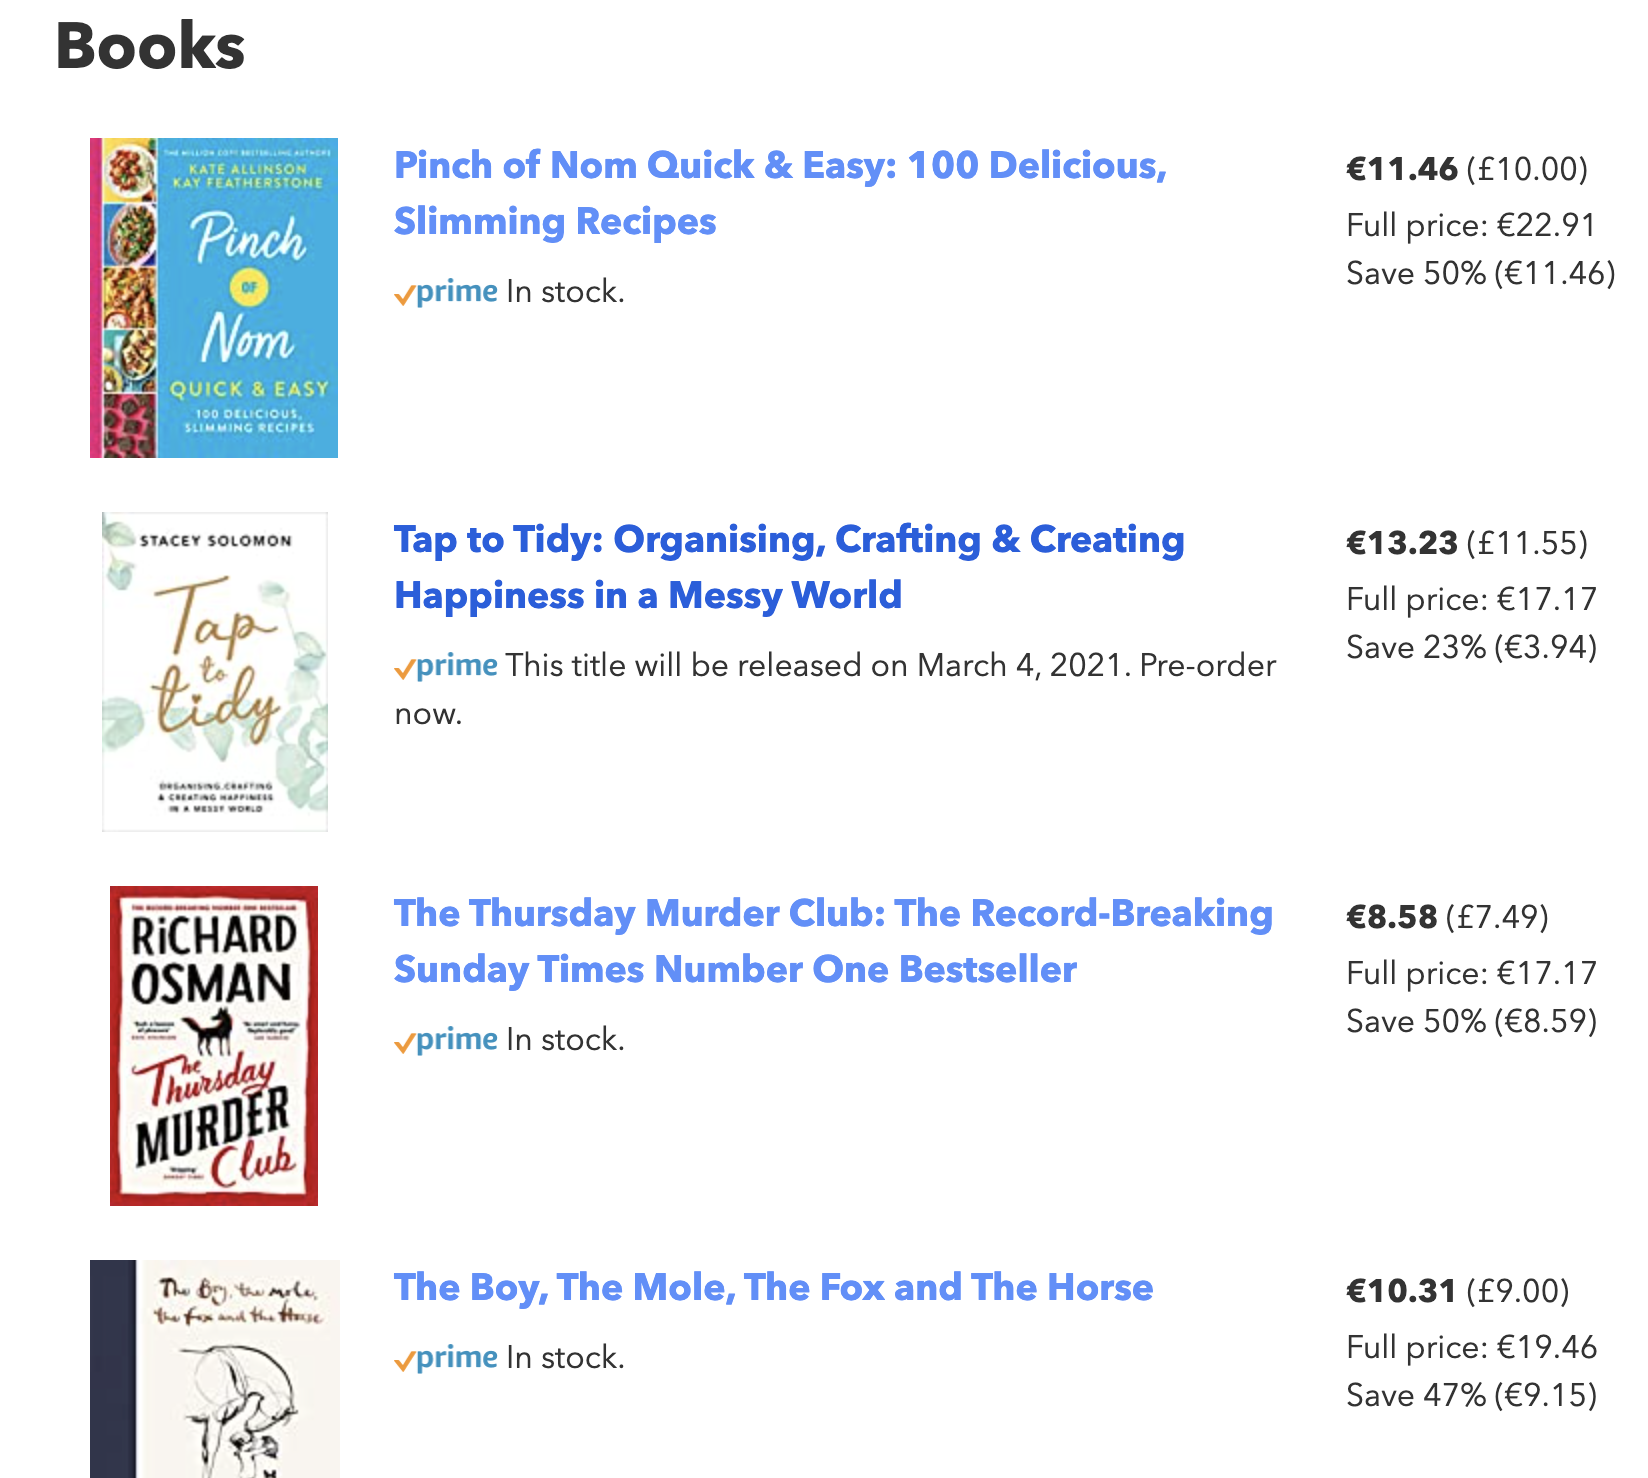 Books
THE MILLION COPY BESTSELLING AUTHORS
KATE ALLINSON
KAY FEATHERSTONE
Pinch
OF
Nom
QUICK & EASY
100 DELICIOUS,
SLIMMING RECIPES
Pinch of Nom Quick & Easy: 100 Delicious,
Slimming Recipes
prime In stock.
€11.46 (£10.00)
Full price: €22.91
Save 50% (€11.46)
STACEY SOLOMON
Tap
to
tidy
ORGANISING, CRAFTING
& CREATING HAPPINESS
IN A MESSY WORLD
Tap to Tidy: Organising, Crafting & Creating
Happiness in a Messy World
prime This title will be released on March 4, 2021. Pre-order
now.
€13.23 (£11.55)
Full price: €17.17
Save 23% (€3.94)
THE RECORD-BREAKING NUMBER ONE BESTSELLER
RiCHARD
OSMAN
The
Thursday
MURDER
Club
The Thursday Murder Club: The Record-Breaking
Sunday Times Number One Bestseller
prime In stock.
€8.58 (£7.49)
Full price: €17.17
Save 50% (€8.59)
The Boy, the mole,
the fox and the Horse
The Boy, The Mole, The Fox and The Horse
prime In stock.
€10.31 (£9.00)
Full price: €19.46
Save 47% (€9.15)